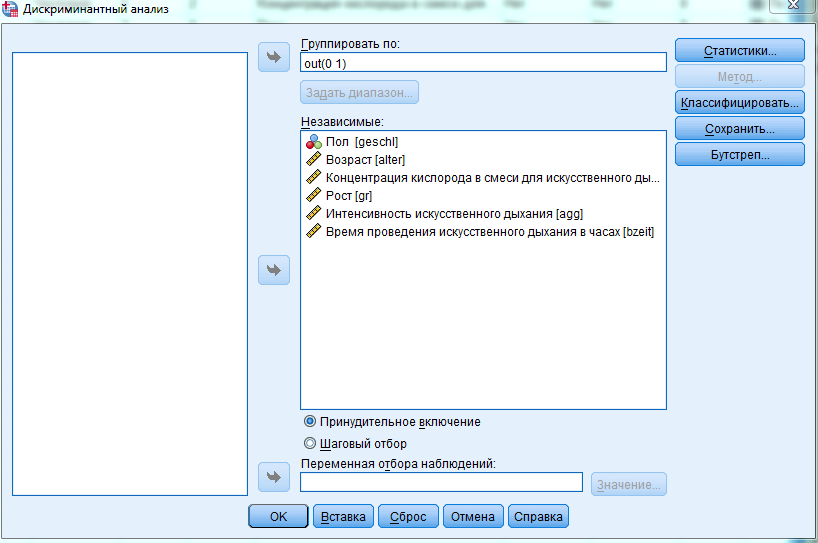 Дискриминантный анализ
Группировать по:
out(0 1)
Задать диапазон...
Независимые:
Пол [geschl]
Возраст [alter]
Концентрация кислорода в смеси для искусственного ды...
Рост [gr]
Интенсивность искусственного дыхания [agg]
Время проведения искусственного дыхания в часах [bzeit]
Принудительное включение
Шаговый отбор
Переменная отбора наблюдений:
Значение...
Статистики...
Метод...
Классифицировать...
Сохранить...
Бутстреп...
OK
Вставка
Сброс
Отмена
Справка